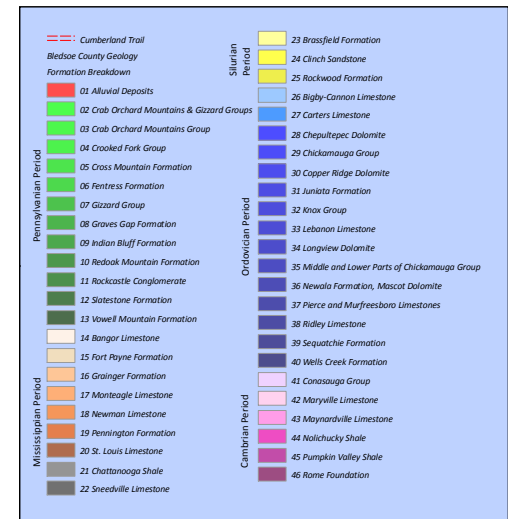 Cumberland Trail
Bledsoe County Geology
Formation Breakdown
Pennsylvanian Period
01 Alluvial Deposits
02 Crab Orchard Mountains & Gizzard Groups
03 Crab Orchard Mountains Group
04 Crooked Fork Group
05 Cross Mountain Formation
06 Fentress Formation
07 Gizzard Group
08 Graves Gap Formation
09 Indian Bluff Formation
10 Redoak Mountain Formation
11 Rockcastle Conglomerate
12 Slatestone Formation
13 Vowell Mountain Formation
Mississippian Period
14 Bangor Limestone
15 Fort Payne Formation
16 Grainger Formation
17 Monteagle Limestone
18 Newman Limestone
19 Pennington Formation
20 St. Louis Limestone
21 Chattanooga Shale
22 Sneedville Limestone
Silurian Period
23 Brassfield Formation
24 Clinch Sandstone
25 Rockwood Formation
Ordovician Period
26 Bigby-Cannon Limestone
27 Carters Limestone
28 Chepultepec Dolomite
29 Chickamauga Group
30 Copper Ridge Dolomite
31 Juniata Formation
32 Knox Group
33 Lebanon Limestone
34 Longview Dolomite
35 Middle and Lower Parts of Chickamauga Group
36 Newala Formation, Mascot Dolomite
37 Pierce and Murfreesboro Limestones
38 Ridley Limestone
39 Sequatchie Formation
40 Wells Creek Formation
Cambrian Period
41 Conasauga Group
42 Maryville Limestone
43 Maynardville Limestone
44 Nolichucky Shale
45 Pumpkin Valley Shale
46 Rome Foundation